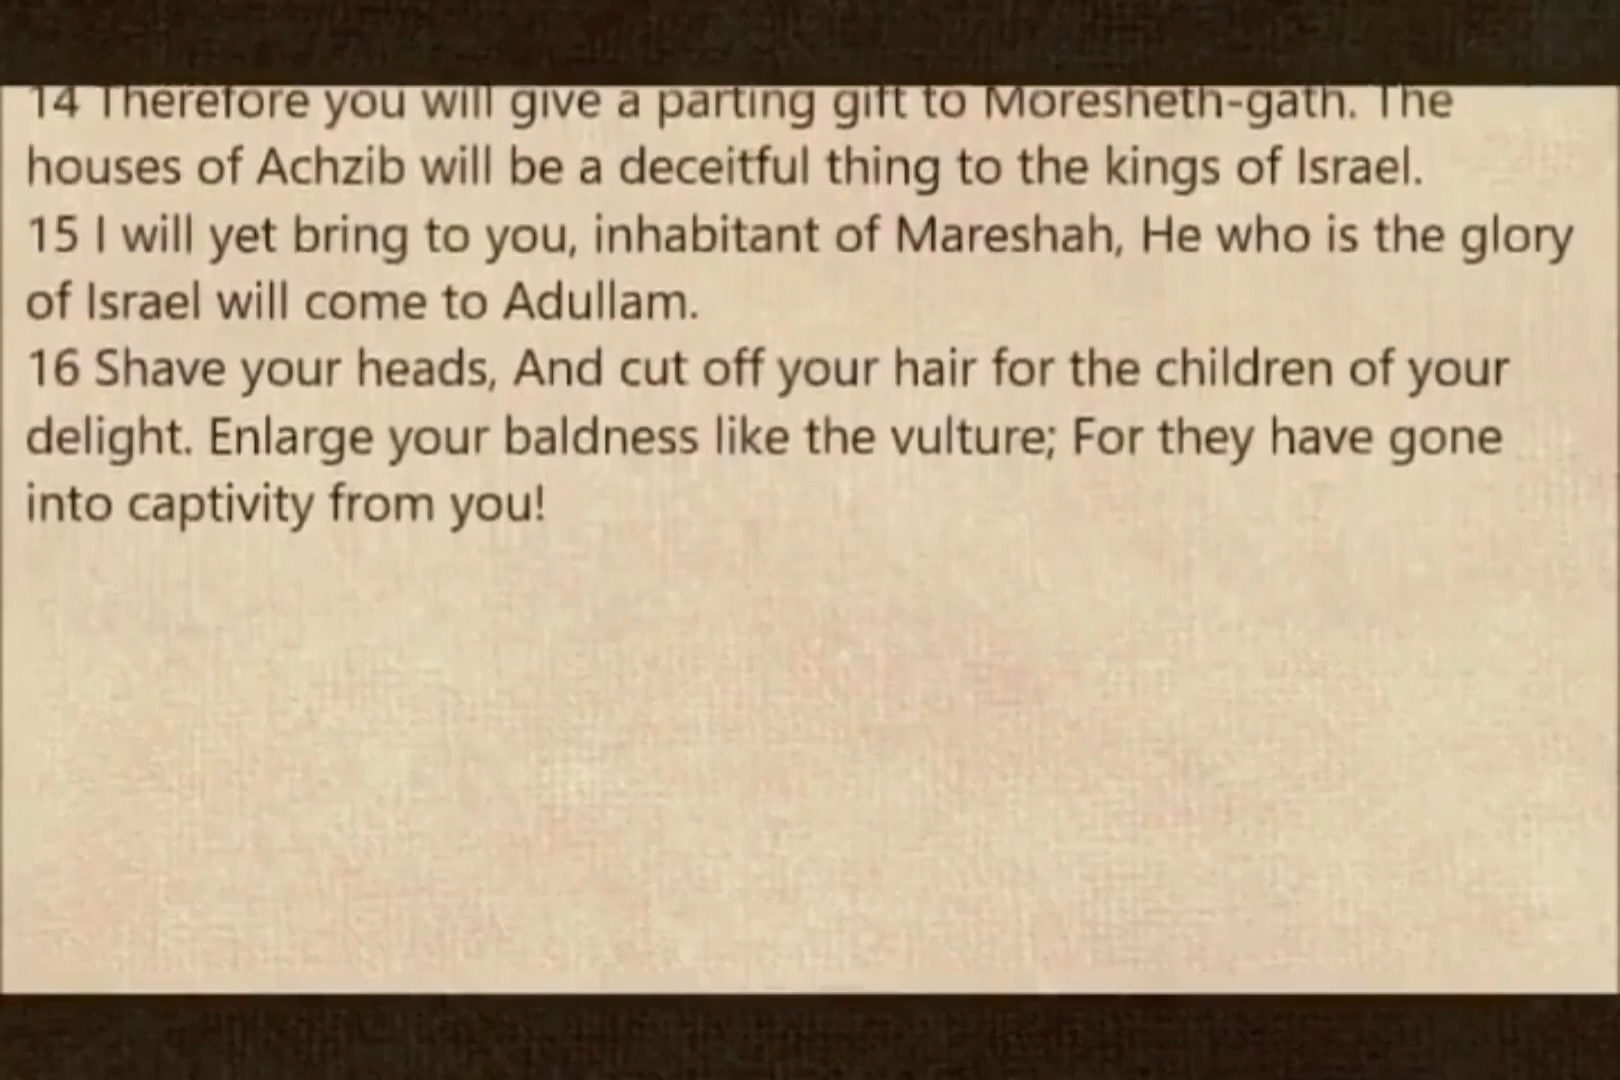 14 Therefore you will give a parting gift to Moresheth-gath. The
houses of Achzib will be a deceitful thing to the kings of Israel.
15 I will yet bring to you, inhabitant of Mareshah, He who is the glory
of Israel will come to Adullam.
16 Shave your heads, And cut off your hair for the children of your
delight. Enlarge your baldness like the vulture; For they have gone
into captivity from you!